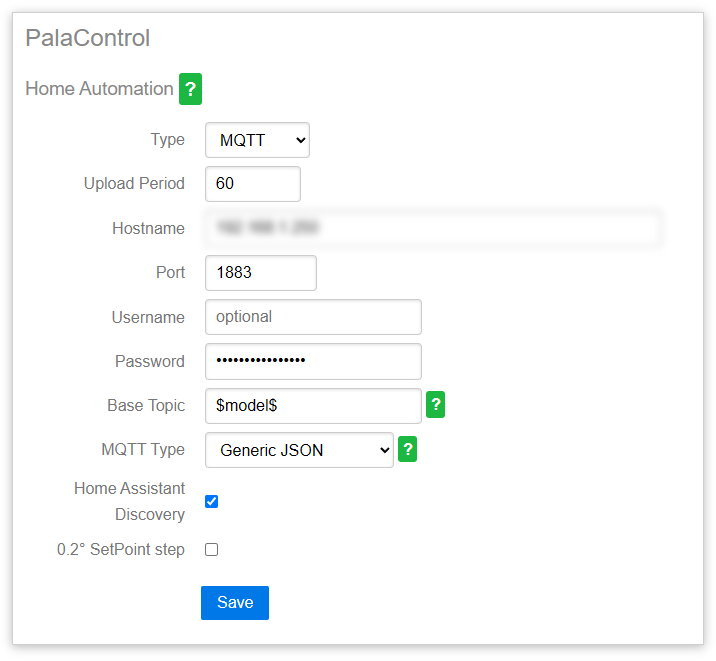 PalaControl
Home Automation ?
Type MQTT
Upload Period 60
Hostname
Port 1883
Username optional
Password ••••••••••••••••
Base Topic $model$ ?
MQTT Type Generic JSON ?
Home Assistant
Discovery
0.2° SetPoint step
Save